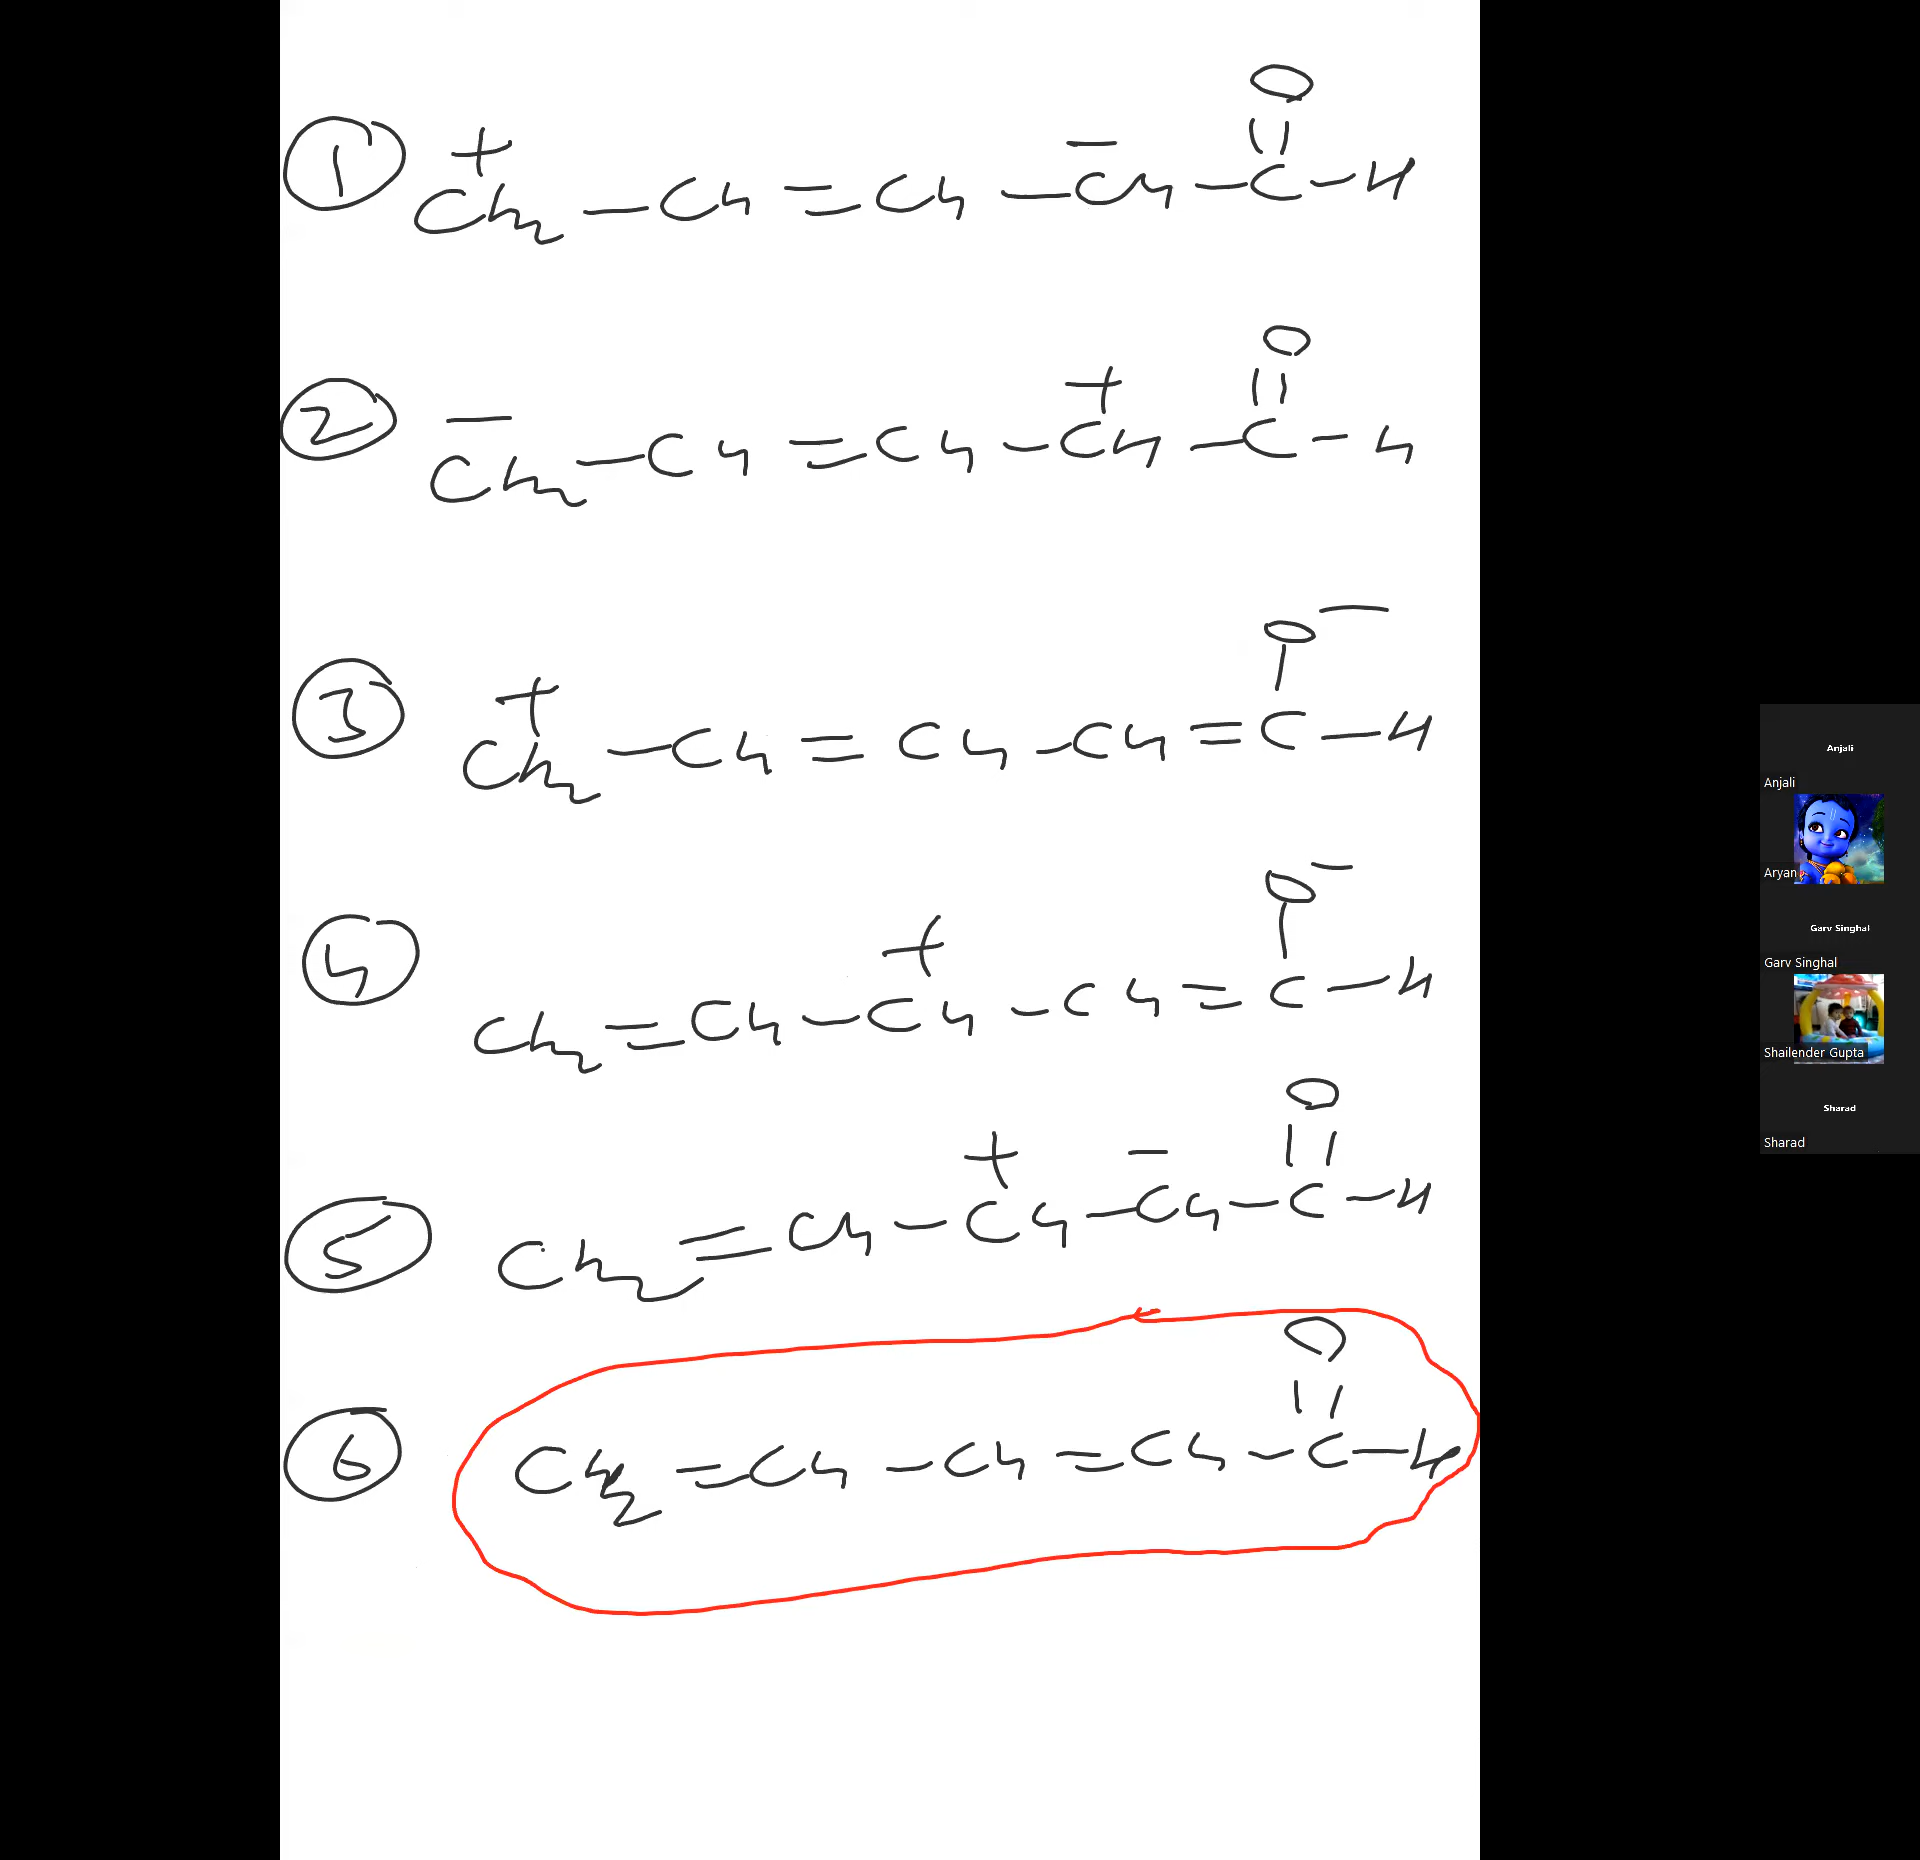 O
① + −
CH2 — CH = CH — CH — C — H
O
② − +
CH2 — CH = CH — CH — C — H
O −
③ +
CH2 — CH = CH — CH = C — H
O −
④ +
CH2 = CH — CH — CH = C — H
O
⑤ + −
CH2 = CH — CH — CH — C — H
O
⑥ CH2 = CH — CH = CH — C — H
Anjali
Anjali
Aryan
Garv Singhal
Garv Singhal
Shailender Gupta
Sharad
Sharad